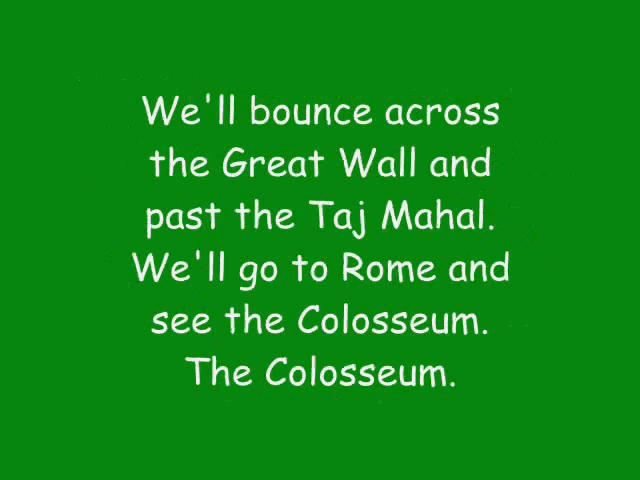 We'll bounce across
the Great Wall and
past the Taj Mahal.
We'll go to Rome and
see the Colosseum.
The Colosseum.